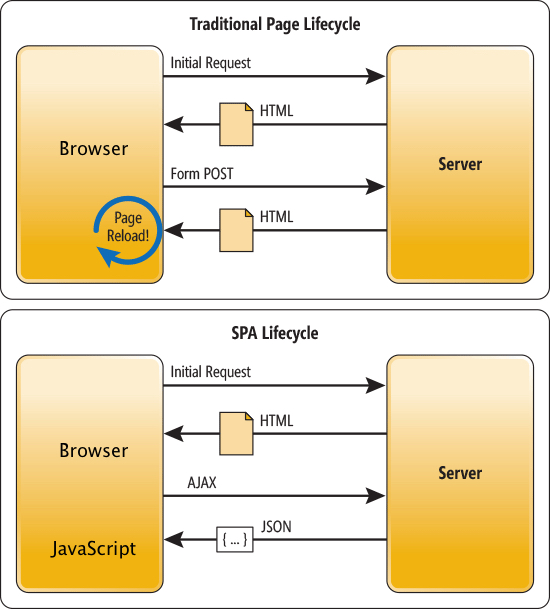 Traditional Page Lifecycle
Initial Request
HTML
Browser
Form POST
Server
Page
Reload!
HTML
SPA Lifecycle
Initial Request
HTML
Browser
Server
AJAX
JSON
{ ... }
JavaScript